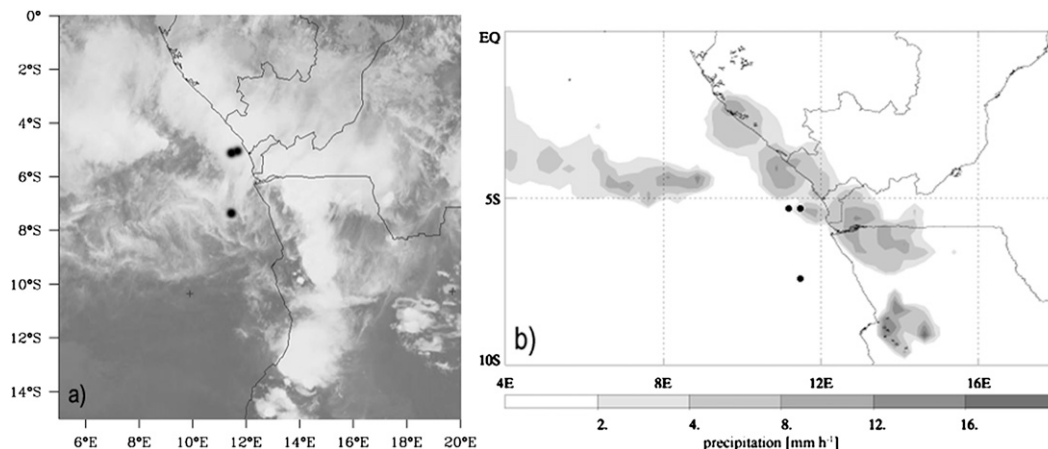 0°
2°S
4°S
6°S
8°S
10°S
12°S
14°S
a)
6°E 8°E 10°E 12°E 14°E 16°E 18°E 20°E
EQ
5S
10S
b)
4E 8E 12E 16E
2. 4. 8. 12. 16.
precipitation [mm h⁻¹]